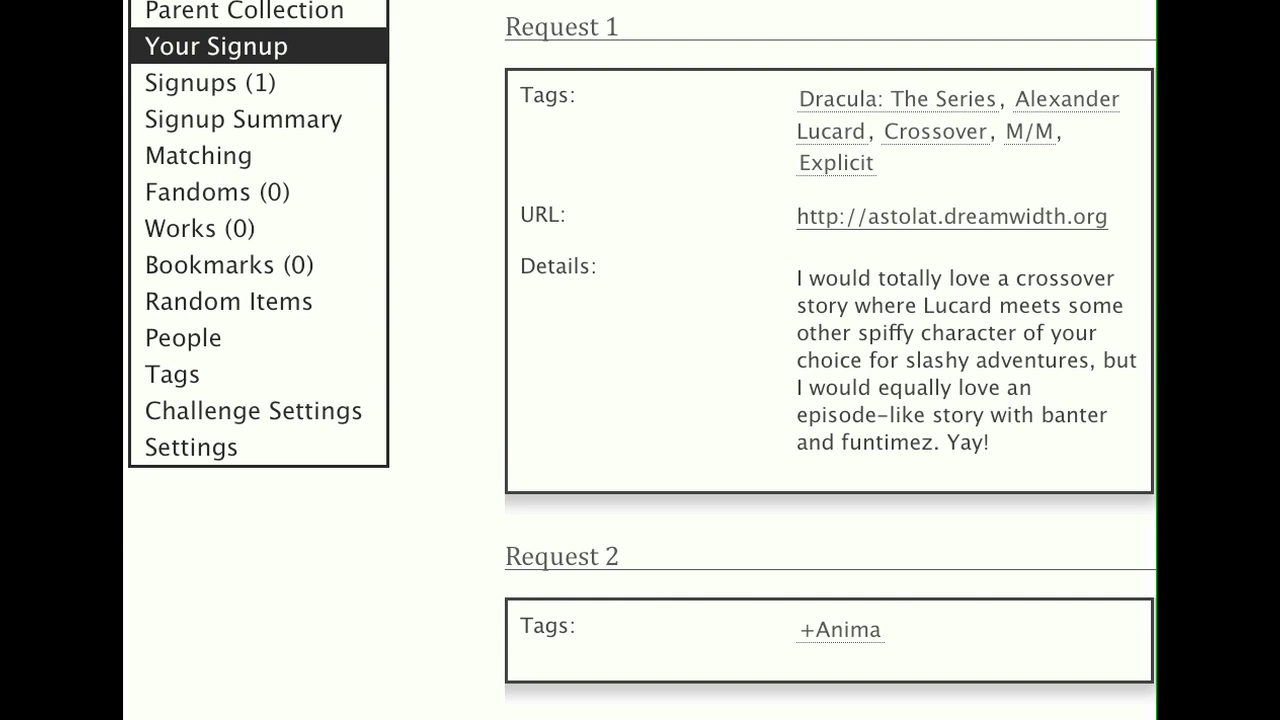 Parent Collection
Your Signup
Signups (1)
Signup Summary
Matching
Fandoms (0)
Works (0)
Bookmarks (0)
Random Items
People
Tags
Challenge Settings
Settings
Request 1
Tags:
Dracula: The Series, Alexander
Lucard, Crossover, M/M,
Explicit
URL:
http://astolat.dreamwidth.org
Details:
I would totally love a crossover
story where Lucard meets some
other spiffy character of your
choice for slashy adventures, but
I would equally love an
episode-like story with banter
and funtimez. Yay!
Request 2
Tags:
+Anima